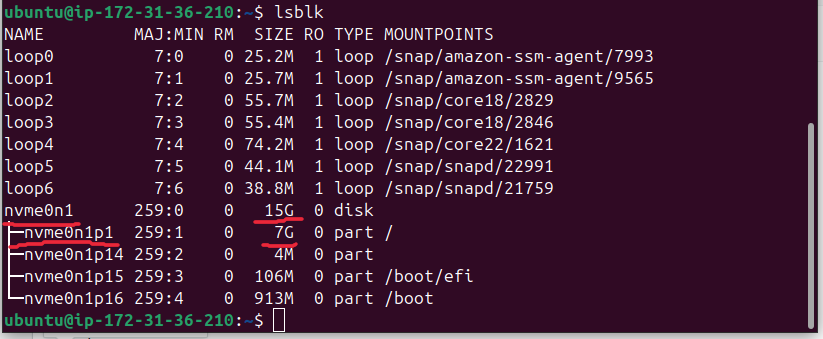 ubuntu@ip-172-31-36-210:~$ lsblk
NAME         MAJ:MIN RM  SIZE RO TYPE MOUNTPOINTS
loop0          7:0    0 25.2M  1 loop /snap/amazon-ssm-agent/7993
loop1          7:1    0 25.7M  1 loop /snap/amazon-ssm-agent/9565
loop2          7:2    0 55.7M  1 loop /snap/core18/2829
loop3          7:3    0 55.4M  1 loop /snap/core18/2846
loop4          7:4    0 74.2M  1 loop /snap/core22/1621
loop5          7:5    0 44.1M  1 loop /snap/snapd/22991
loop6          7:6    0 38.8M  1 loop /snap/snapd/21759
nvme0n1      259:0    0   15G  0 disk
├─nvme0n1p1  259:1    0    7G  0 part /
├─nvme0n1p14 259:2    0    4M  0 part
├─nvme0n1p15 259:3    0  106M  0 part /boot/efi
└─nvme0n1p16 259:4    0  913M  0 part /boot
ubuntu@ip-172-31-36-210:~$